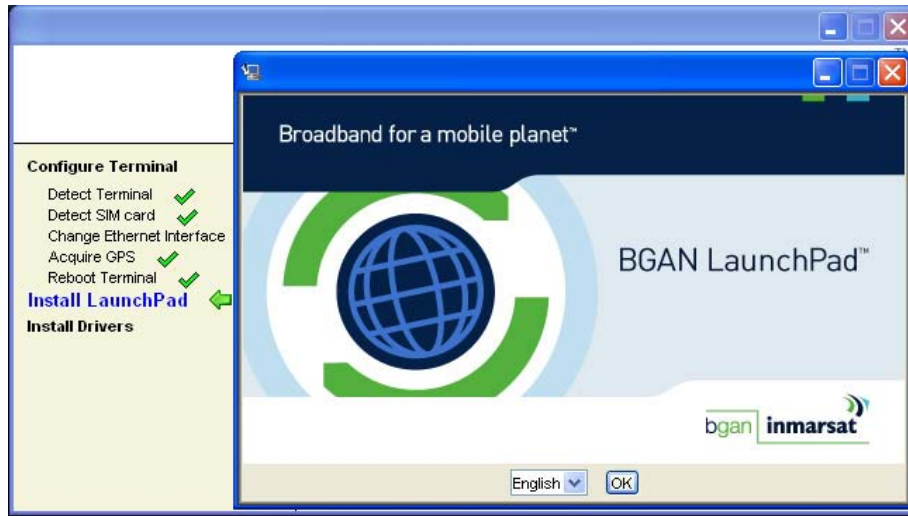 Configure Terminal
Detect Terminal
Detect SIM card
Change Ethernet Interface
Acquire GPS
Reboot Terminal
Install LaunchPad
Install Drivers
Broadband for a mobile planet™
BGAN LaunchPad™
bgan inmarsat
English OK